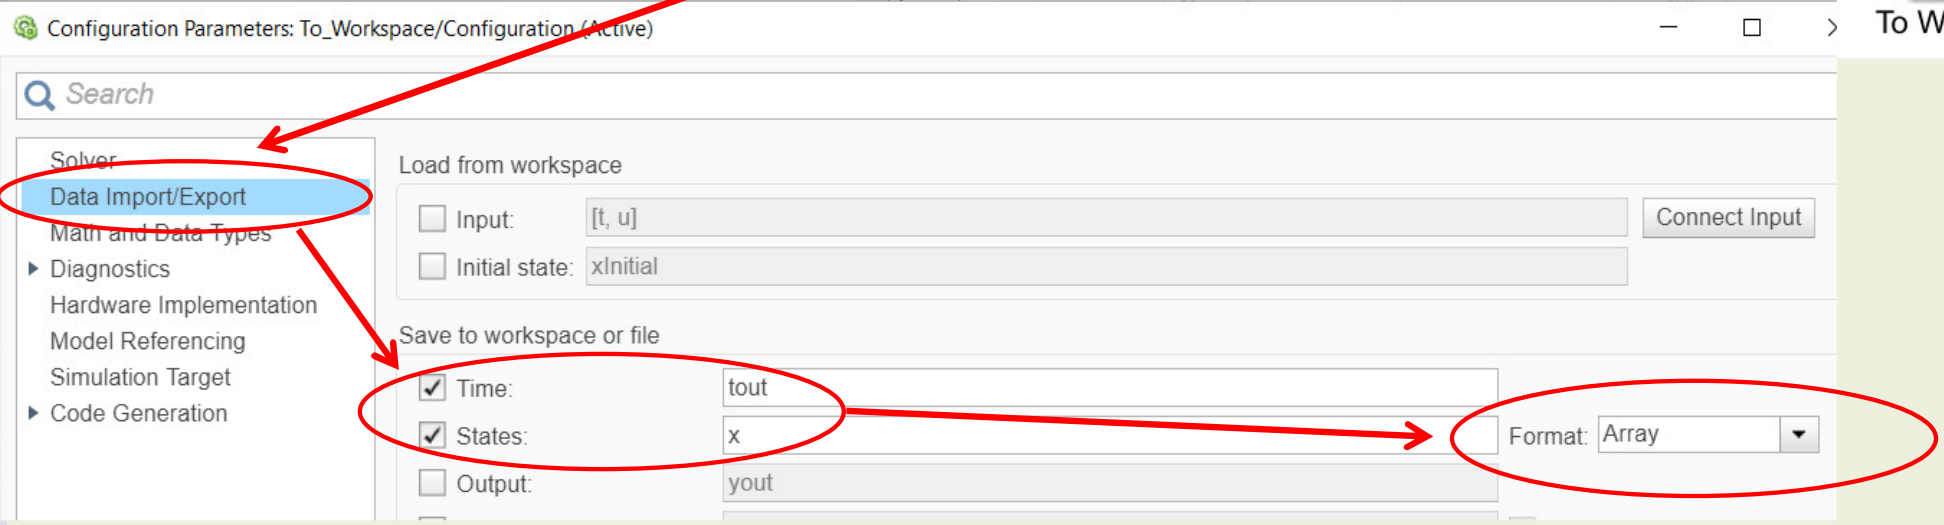 Configuration Parameters: To_Workspace/Configuration (Active)
To W
Search
Solver
Data Import/Export
Math and Data Types
Diagnostics
Hardware Implementation
Model Referencing
Simulation Target
Code Generation
Load from workspace
Input: [t, u] Connect Input
Initial state: xInitial
Save to workspace or file
Time: tout
States: x Format: Array
Output: yout